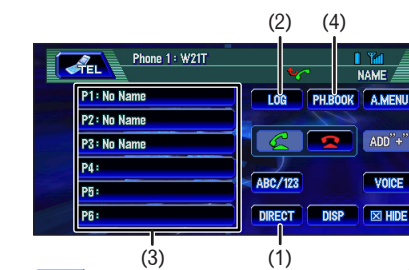 (2) (4)
TEL Phone 1 : W21T
NAME
P1: No Name LOG PH.BOOK A.MENU
P2: No Name
P3: No Name ADD"+"
P4:
P5: ABC/123 VOICE
P6: DIRECT DISP HIDE
(3) (1)